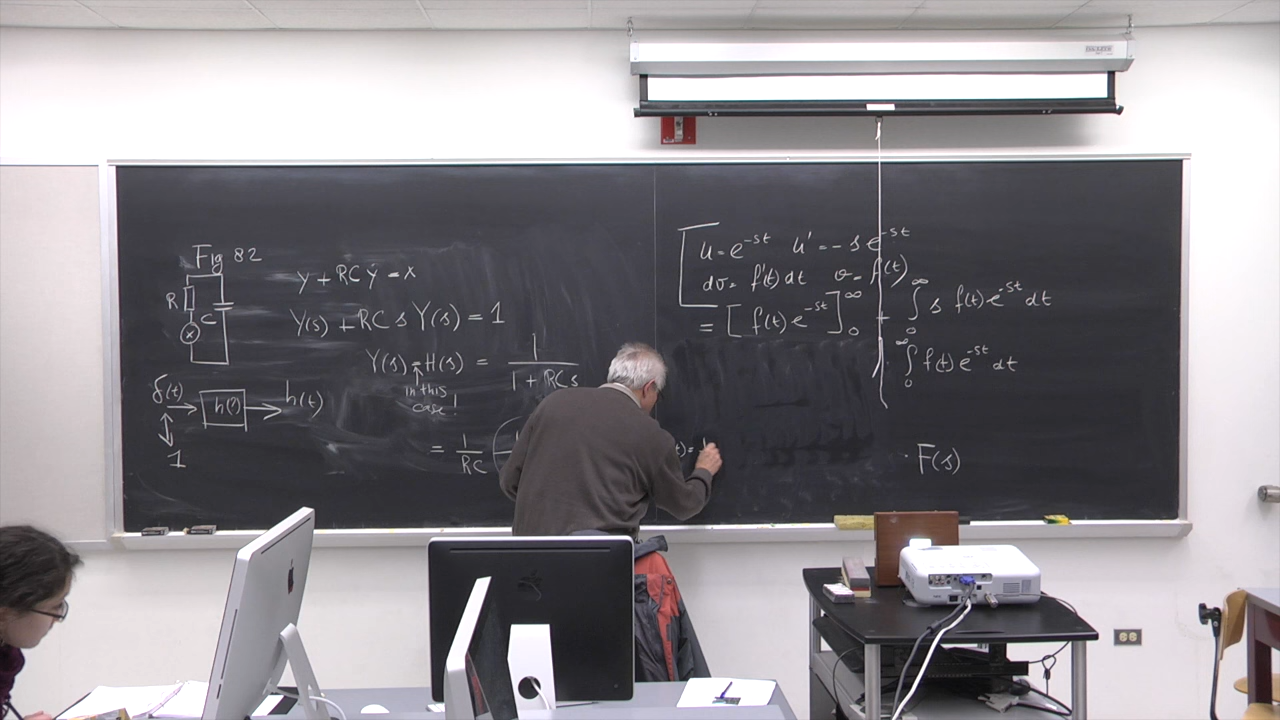 Fig 82
R
C
x
y + RC ẏ = x
Y(s) + RC s Y(s) = 1
Y(s) = H(s) = 1 / (1 + RCs)
↑ in this
case!
δ(t) → h(?) → h(t)
↕
1
= 1/RC
t) =
u = e^{-st} u' = - s e^{-st}
dv = f'(t) dt v = f(t)
= [ f(t) e^{-st} ]_0^∞ + ∫_0^∞ s f(t) e^{-st} dt
∫_0^∞ f(t) e^{-st} dt
· F(s)